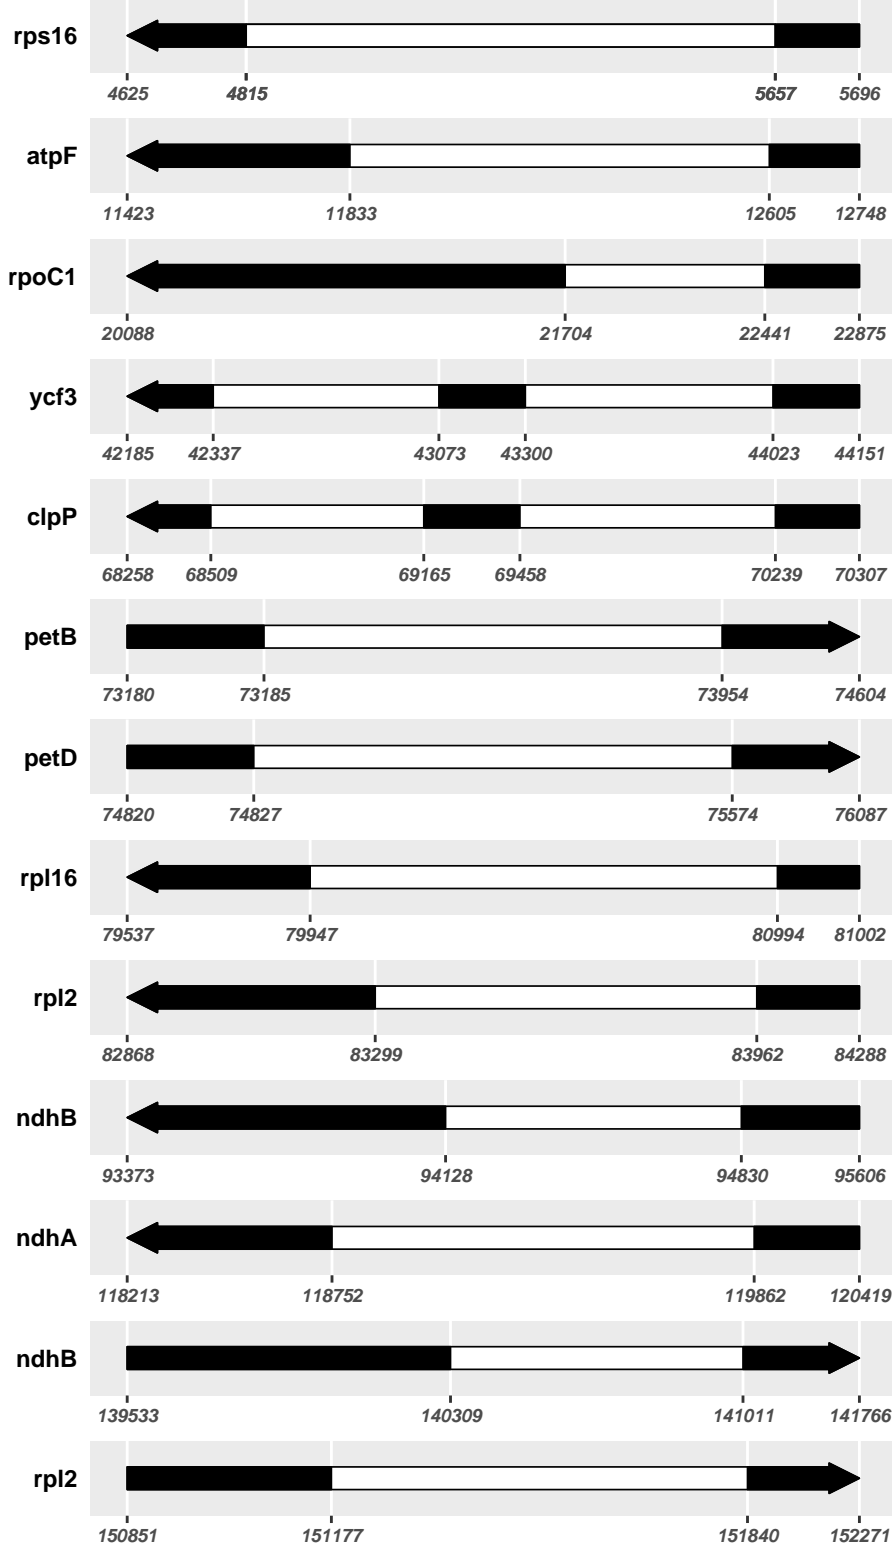 rps16
4625 4815 5657 5696
atpF
11423 11833 12605 12748
rpoC1
20088 21704 22441 22875
ycf3
42185 42337 43073 43300 44023 44151
clpP
68258 68509 69165 69458 70239 70307
petB
73180 73185 73954 74604
petD
74820 74827 75574 76087
rpl16
79537 79947 80994 81002
rpl2
82868 83299 83962 84288
ndhB
93373 94128 94830 95606
ndhA
118213 118752 119862 120419
ndhB
139533 140309 141011 141766
rpl2
150851 151177 151840 152271